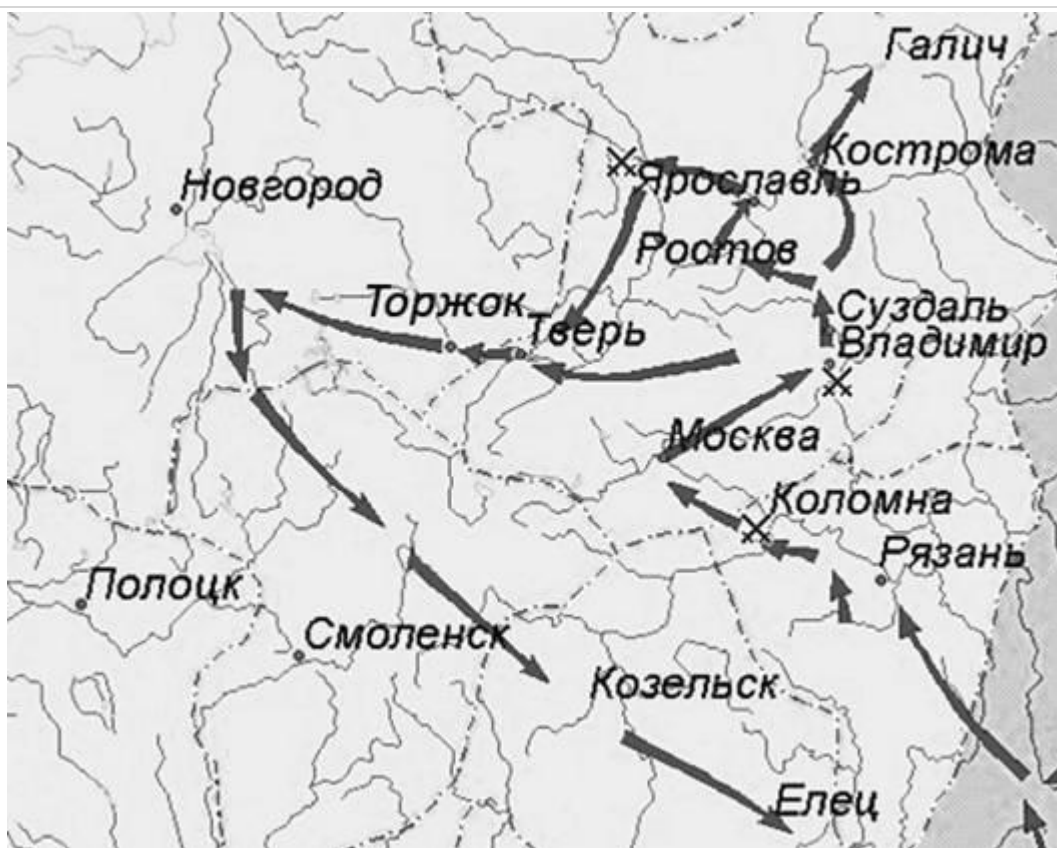 Галич
Кострома
Новгород
Ярославль
Ростов
Торжок
Тверь
Суздаль
Владимир
Москва
Коломна
Рязань
Полоцк
Смоленск
Козельск
Елец